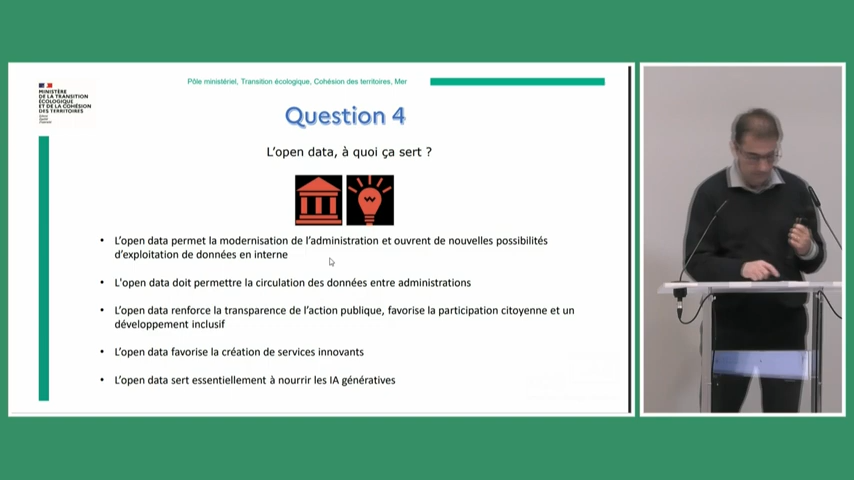 Pôle ministériel, Transition écologique, Cohésion des territoires, Mer
MINISTÈRE
DE LA TRANSITION
ÉCOLOGIQUE
ET DE LA COHÉSION
DES TERRITOIRES
Question 4
L’open data, à quoi ça sert ?
• L’open data permet la modernisation de l’administration et ouvrent de nouvelles possibilités
d’exploitation de données en interne
• L'open data doit permettre la circulation des données entre administrations
• L’open data renforce la transparence de l’action publique, favorise la participation citoyenne et un
développement inclusif
• L’open data favorise la création de services innovants
• L’open data sert essentiellement à nourrir les IA génératives